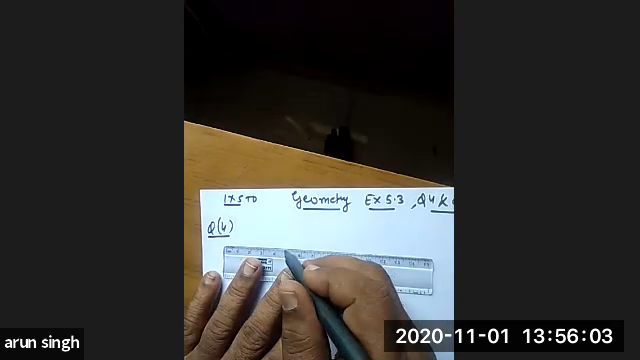 IX STD Geometry EX 5.3, Q4
Q(4)
arun singh
2020-11-01 13:56:03